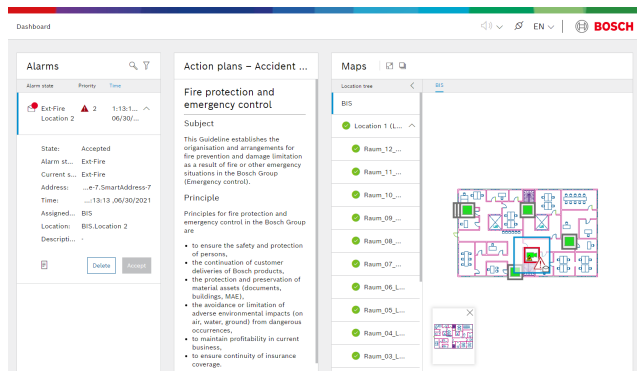 Dashboard
EN
BOSCH
Alarms
Alarm state Priority Time
Ext-Fire 2 1:13:1...
Location 2 06/30/...
State: Accepted
Alarm st... Ext-Fire
Current s... Ext-Fire
Address: ...e-7.SmartAddress-7
Time: ...:13:13 ,06/30/2021
Assigned... BIS
Location: BIS.Location 2
Descripti... -
Delete Accept
Action plans – Accident ...
Fire protection and
emergency control
Subject
This Guideline establishes the
organisation and arrangements for
fire prevention and damage limitation
as a result of fire or other emergency
situations in the Bosch Group
(Emergency control).
Principle
Principles for fire protection and
emergency control in the Bosch Group
are
• to ensure the safety and protection
of persons,
• the continuation of customer
deliveries of Bosch products,
• the protection and preservation of
material assets (documents,
buildings, MAE),
• the avoidance or limitation of
adverse environmental impacts (on
air, water, ground) from dangerous
occurrences,
• to maintain profitability in current
business,
• to ensure continuity of insurance
coverage.
Maps
Location tree
BIS
BIS
Location 1 (L...
Raum_12_...
Raum_11_...
Raum_10_...
Raum_09_...
Raum_08_...
Raum_07_...
Raum_06_L...
Raum_05_L...
Raum_04_L...
Raum_03_L...